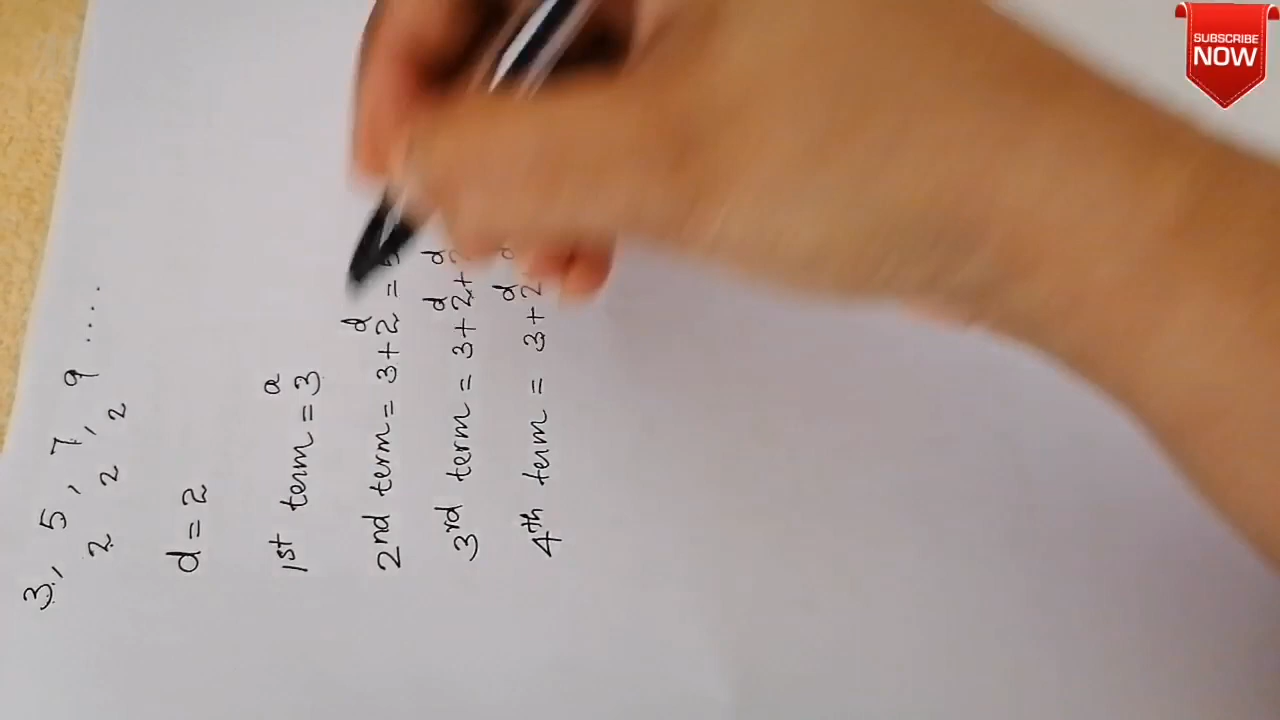 3, 5, 7, 9 ....
2 2 2
d = 2
a
1st term = 3
d
2nd term = 3+2 =
d d
3rd term = 3+2+
d d
4th term = 3+2
SUBSCRIBE
NOW